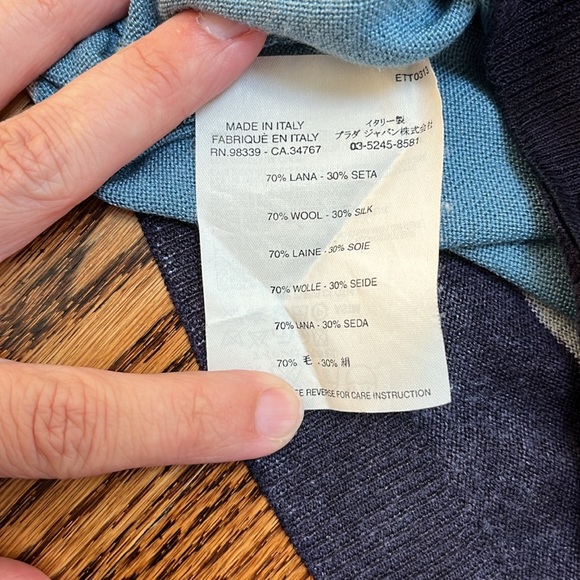 ETT0313
MADE IN ITALY
FABRIQUÉ EN ITALY
RN.98339 - CA.34767
イタリー製
プラダ ジャパン株式会社
03-5245-8581
70% LANA - 30% SETA
70% WOOL - 30% SILK
70% LAINE - 30% SOIE
70% WOLLE - 30% SEIDE
70% LANA - 30% SEDA
70% 毛 - 30% 絹
REVERSE FOR CARE INSTRUCTION